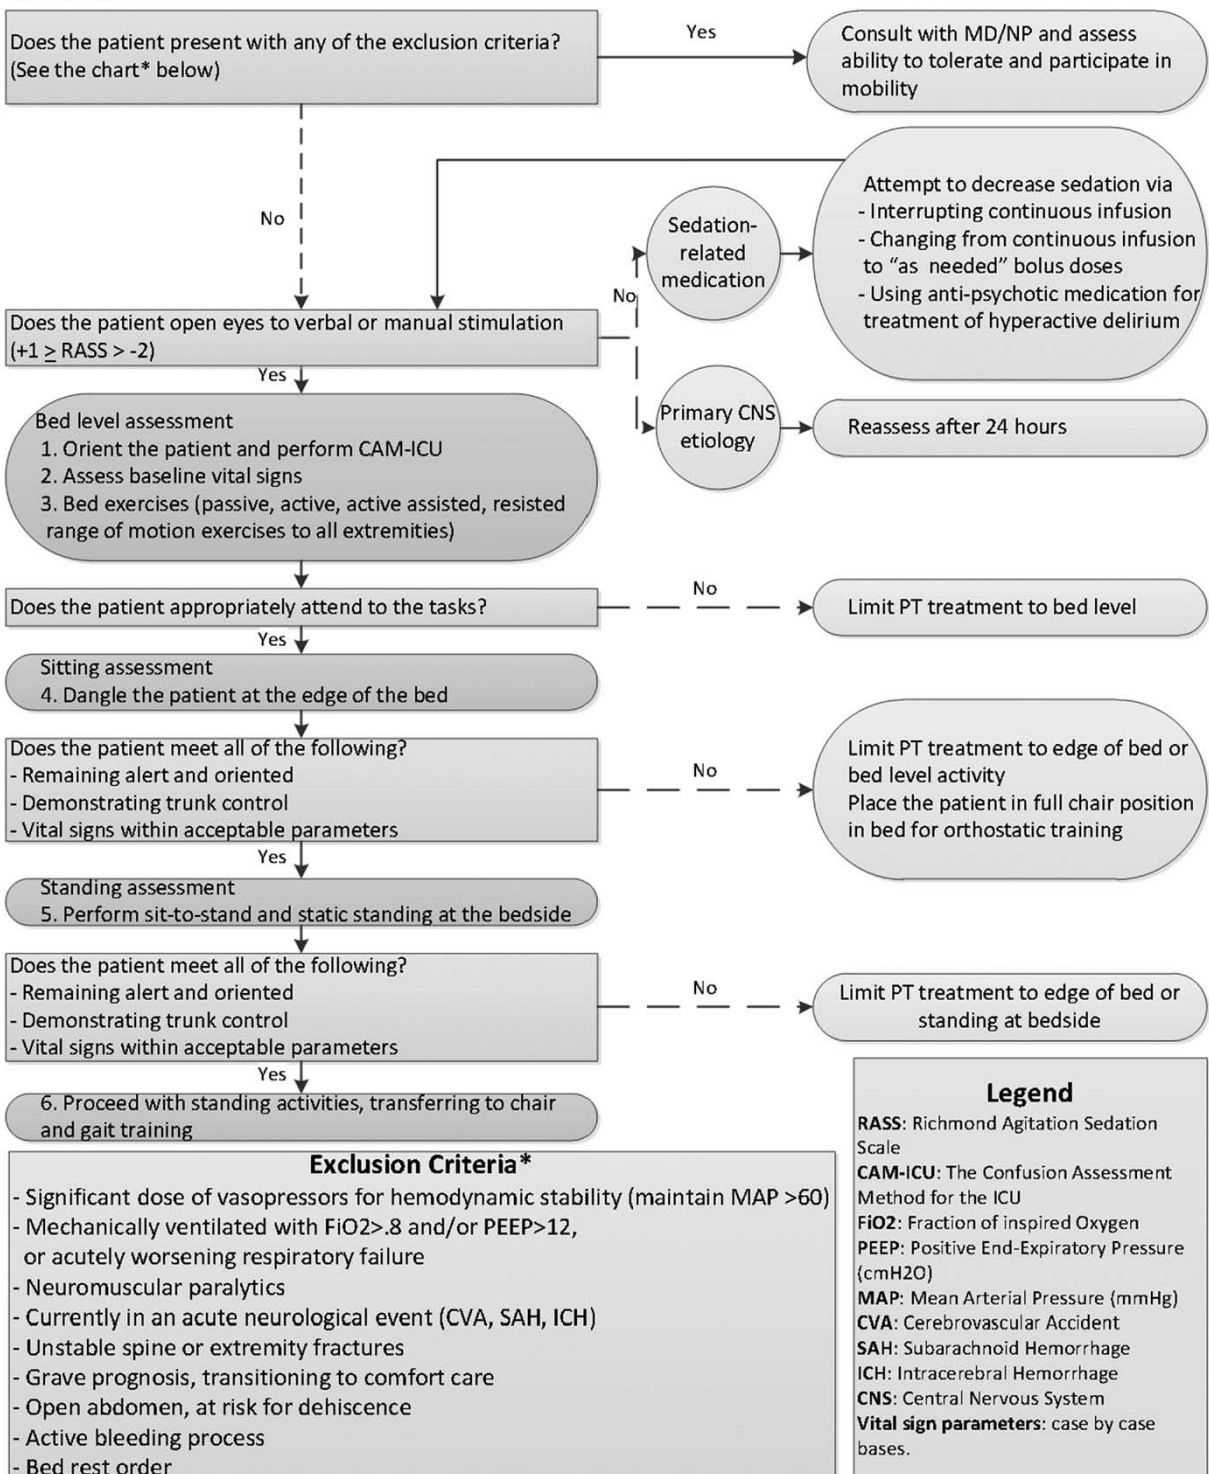 Does the patient present with any of the exclusion criteria?
(See the chart* below)
Yes
Consult with MD/NP and assess
ability to tolerate and participate in
mobility
No
Attempt to decrease sedation via
- Interrupting continuous infusion
- Changing from continuous infusion
to “as needed” bolus doses
- Using anti-psychotic medication for
treatment of hyperactive delirium
Sedation-
related
medication
No
Does the patient open eyes to verbal or manual stimulation
(+1 ≥ RASS > -2)
Yes
Primary CNS
etiology
Reassess after 24 hours
Bed level assessment
1. Orient the patient and perform CAM-ICU
2. Assess baseline vital signs
3. Bed exercises (passive, active, active assisted, resisted
range of motion exercises to all extremities)
Does the patient appropriately attend to the tasks?
No
Limit PT treatment to bed level
Yes
Sitting assessment
4. Dangle the patient at the edge of the bed
Does the patient meet all of the following?
- Remaining alert and oriented
- Demonstrating trunk control
- Vital signs within acceptable parameters
No
Limit PT treatment to edge of bed or
bed level activity
Place the patient in full chair position
in bed for orthostatic training
Yes
Standing assessment
5. Perform sit-to-stand and static standing at the bedside
Does the patient meet all of the following?
- Remaining alert and oriented
- Demonstrating trunk control
- Vital signs within acceptable parameters
No
Limit PT treatment to edge of bed or
standing at bedside
Yes
6. Proceed with standing activities, transferring to chair
and gait training
Exclusion Criteria*
- Significant dose of vasopressors for hemodynamic stability (maintain MAP >60)
- Mechanically ventilated with FiO2>.8 and/or PEEP>12,
or acutely worsening respiratory failure
- Neuromuscular paralytics
- Currently in an acute neurological event (CVA, SAH, ICH)
- Unstable spine or extremity fractures
- Grave prognosis, transitioning to comfort care
- Open abdomen, at risk for dehiscence
- Active bleeding process
- Bed rest order
Legend
RASS: Richmond Agitation Sedation
Scale
CAM-ICU: The Confusion Assessment
Method for the ICU
FiO2: Fraction of inspired Oxygen
PEEP: Positive End-Expiratory Pressure
(cmH2O)
MAP: Mean Arterial Pressure (mmHg)
CVA: Cerebrovascular Accident
SAH: Subarachnoid Hemorrhage
ICH: Intracerebral Hemorrhage
CNS: Central Nervous System
Vital sign parameters: case by case
bases.